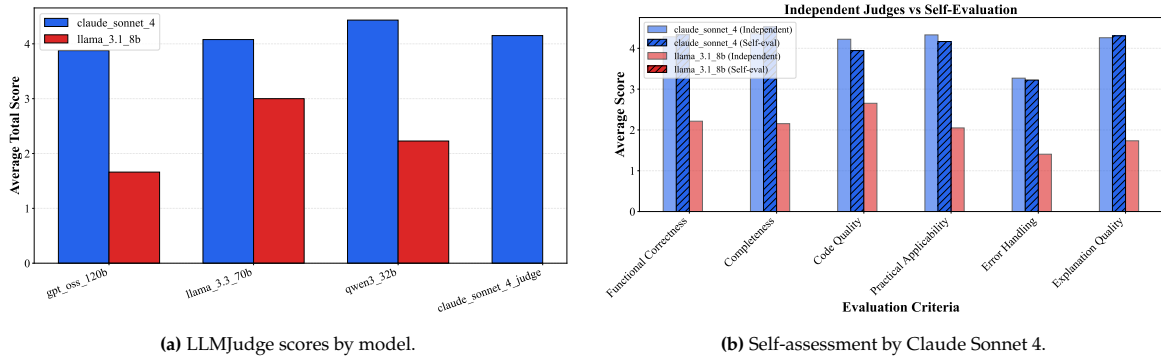 claude_sonnet_4
llama_3.1_8b
Average Total Score
4
3
2
1
0
gpt_oss_120b
llama_3.3_70b
qwen3_32b
claude_sonnet_4_judge
(a) LLMJudge scores by model.
Independent Judges vs Self-Evaluation
claude_sonnet_4 (Independent)
claude_sonnet_4 (Self-eval)
llama_3.1_8b (Independent)
llama_3.1_8b (Self-eval)
Average Score
4
3
2
1
0
Functional Correctness
Completeness
Code Quality
Practical Applicability
Error Handling
Explanation Quality
Evaluation Criteria
(b) Self-assessment by Claude Sonnet 4.